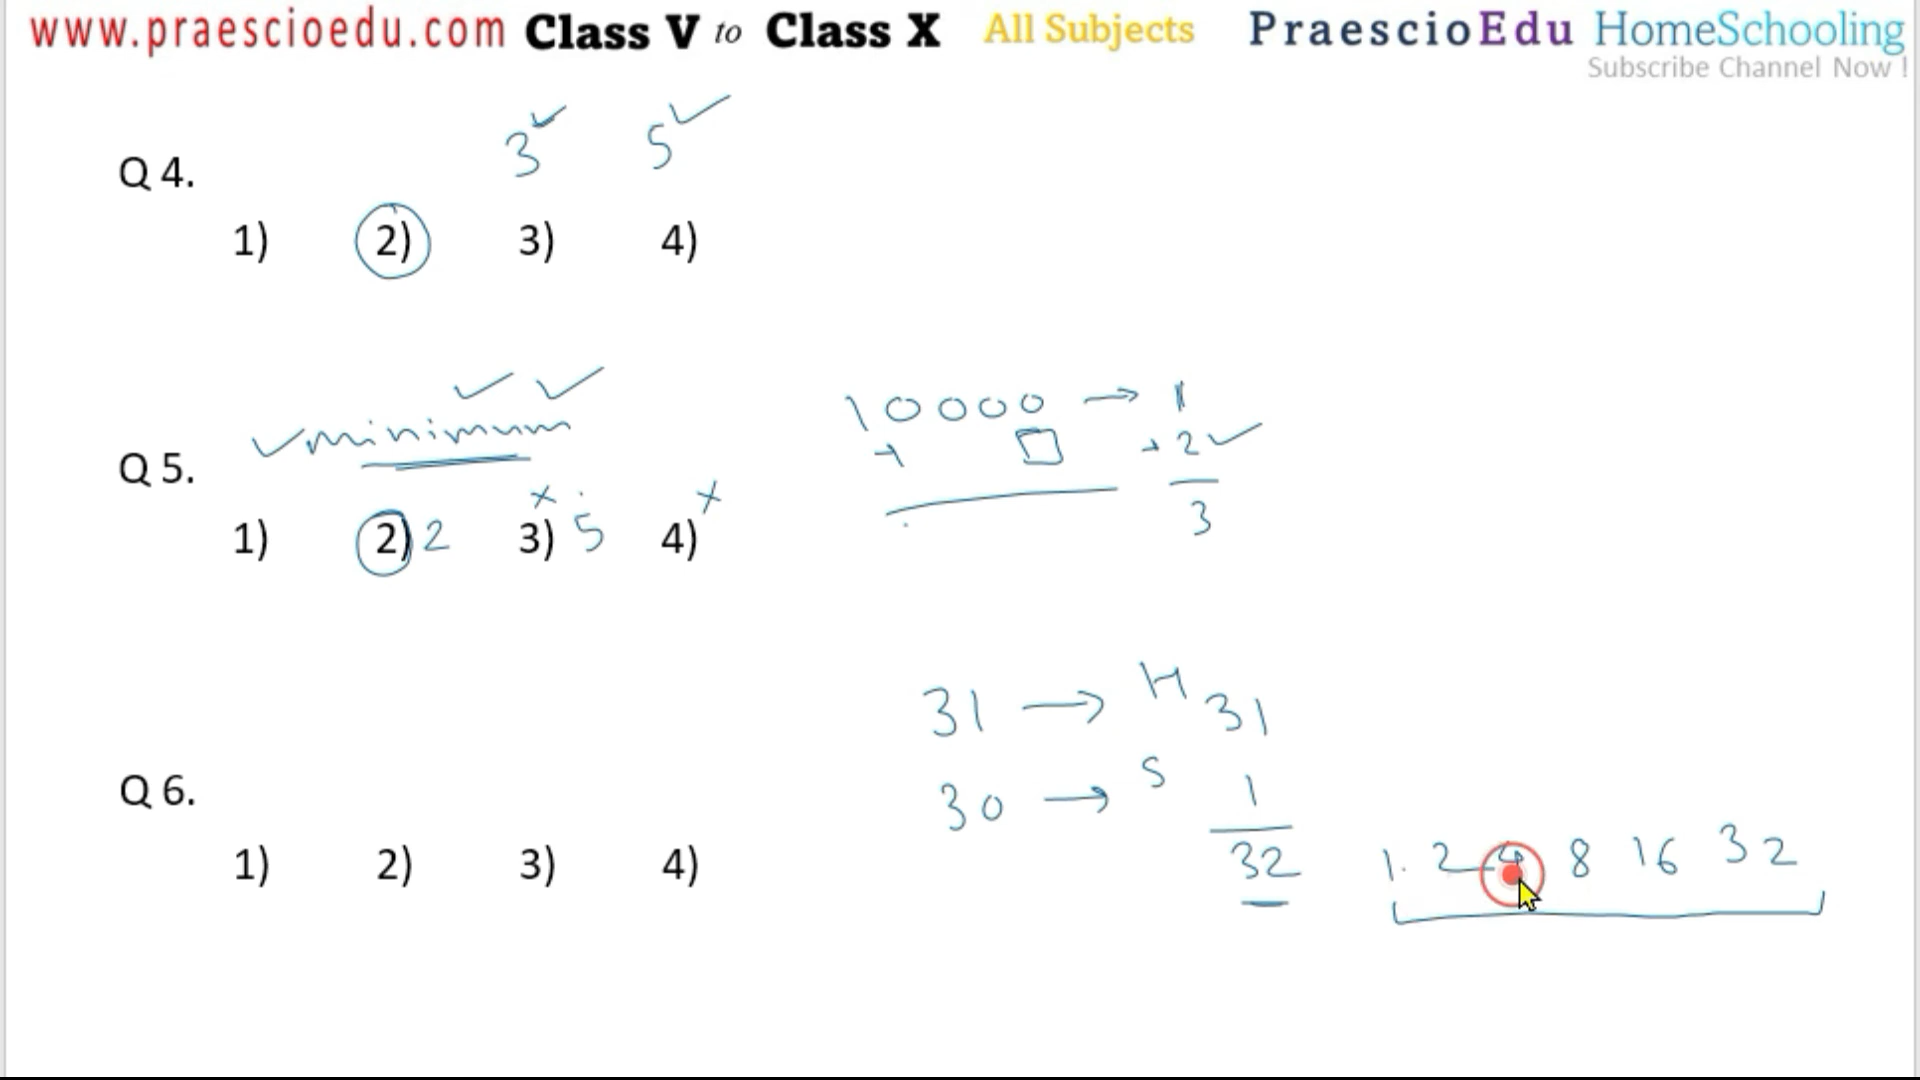 www.praescioedu.com Class V to Class X All Subjects PraescioEdu HomeSchooling
Subscribe Channel Now !
3 5
Q 4.
1) 2) 3) 4)
10000 → 1
minimum
+ □ + 2
Q 5.
3
1) 2) 2 3) 5 4)
31 → H 31
30 → S 1
Q 6.
32 1. 2 4 8 16 32
1) 2) 3) 4)